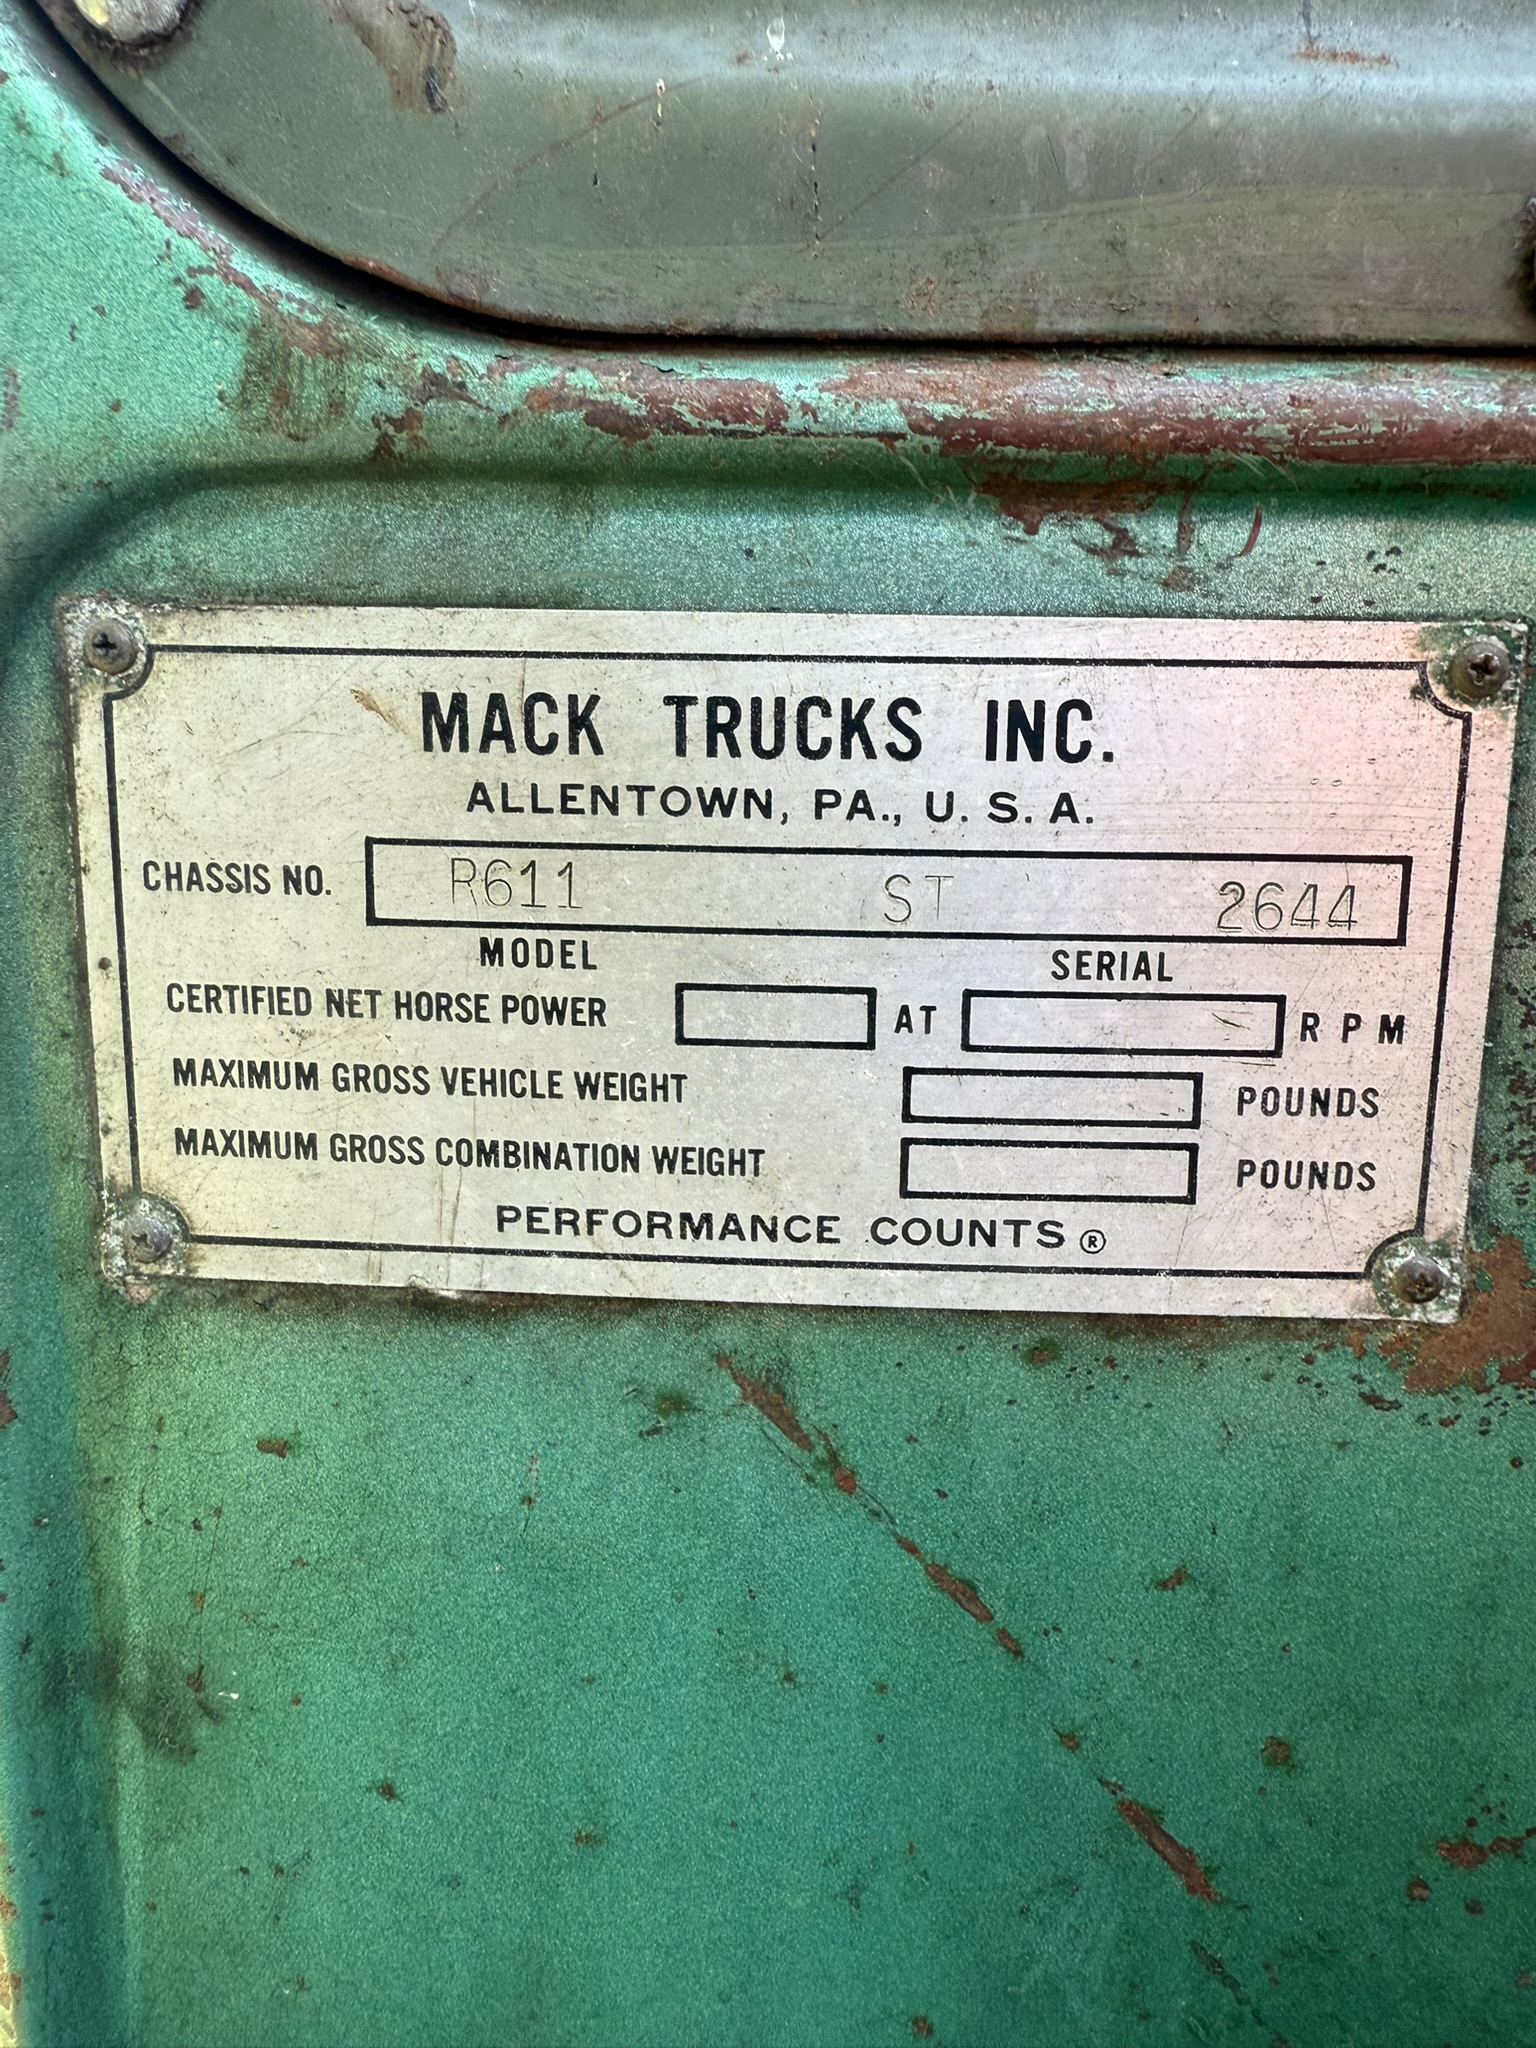 MACK TRUCKS INC.
ALLENTOWN, PA., U. S. A.
CHASSIS NO. R611 ST 2644
MODEL SERIAL
CERTIFIED NET HORSE POWER AT R P M
MAXIMUM GROSS VEHICLE WEIGHT POUNDS
MAXIMUM GROSS COMBINATION WEIGHT POUNDS
PERFORMANCE COUNTS®